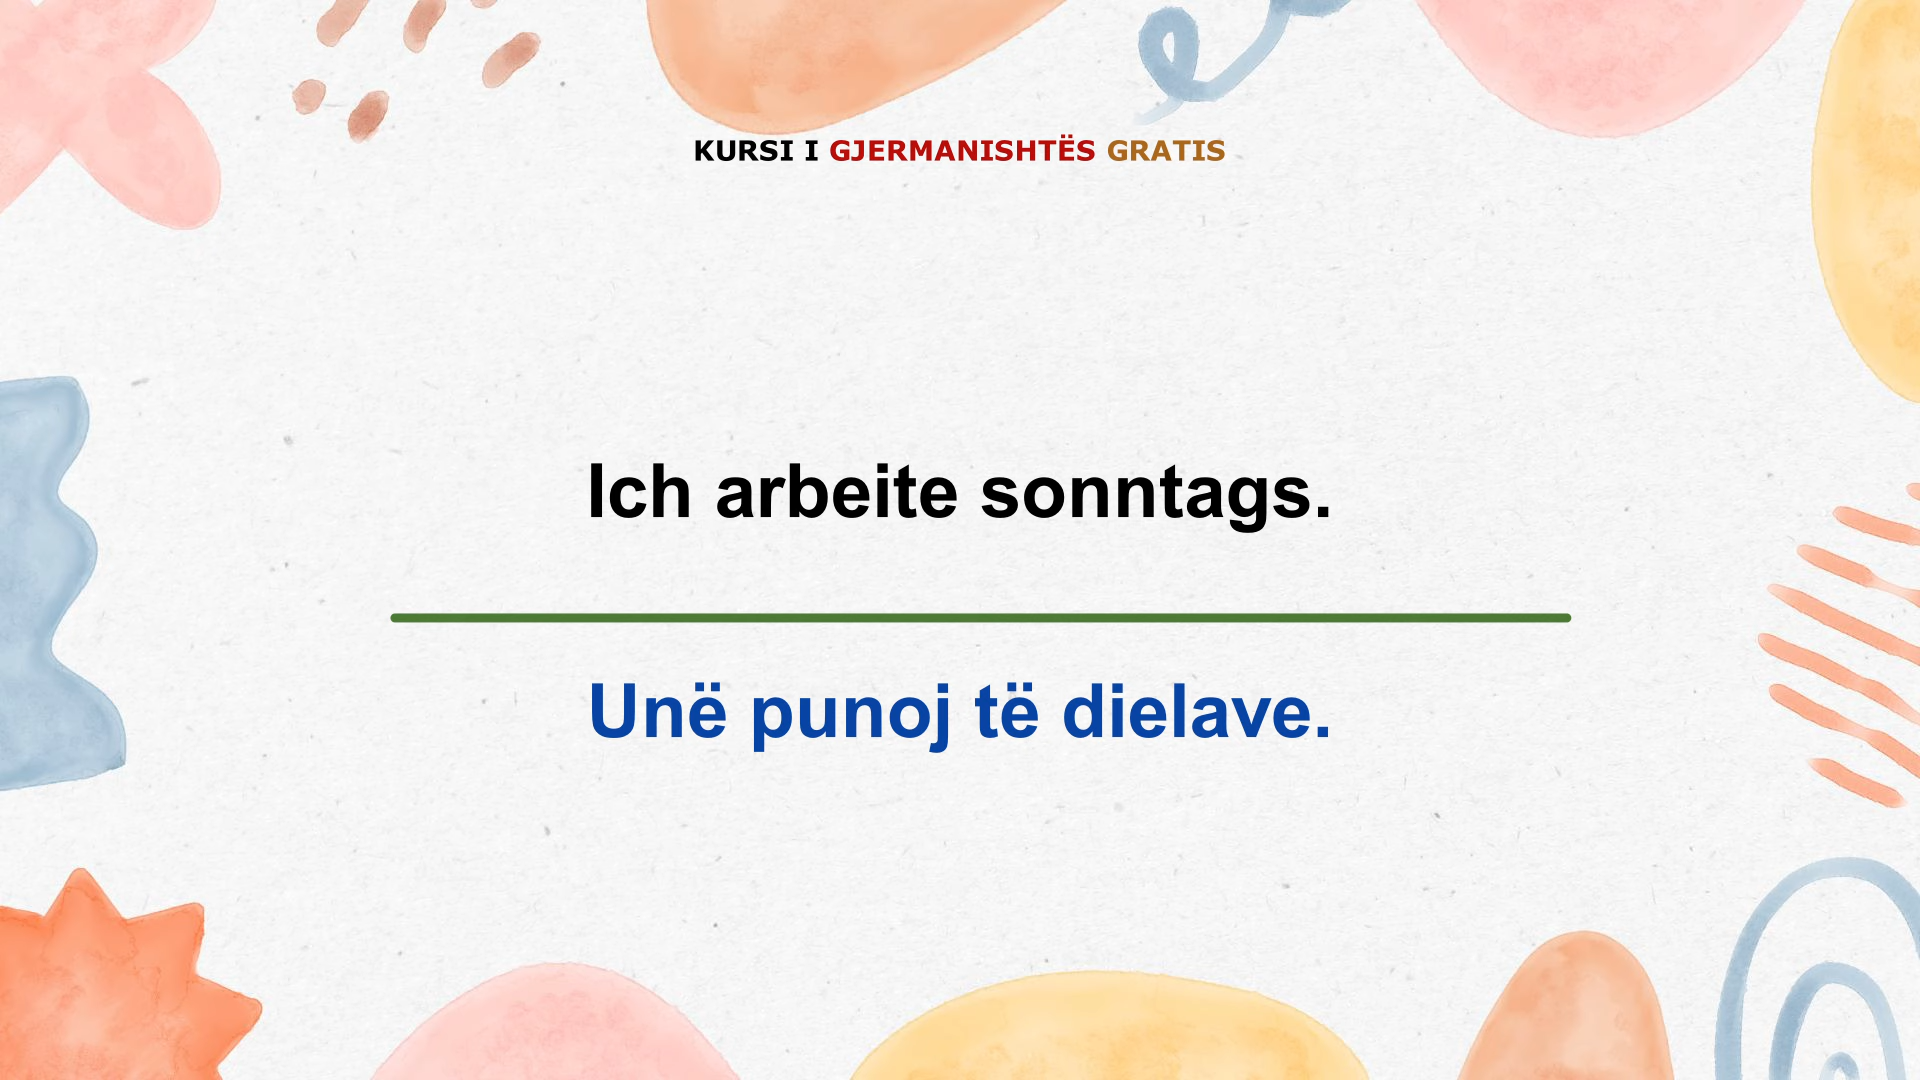 KURSI I GJERMANISHTËS GRATIS
Ich arbeite sonntags.
Unë punoj të dielave.